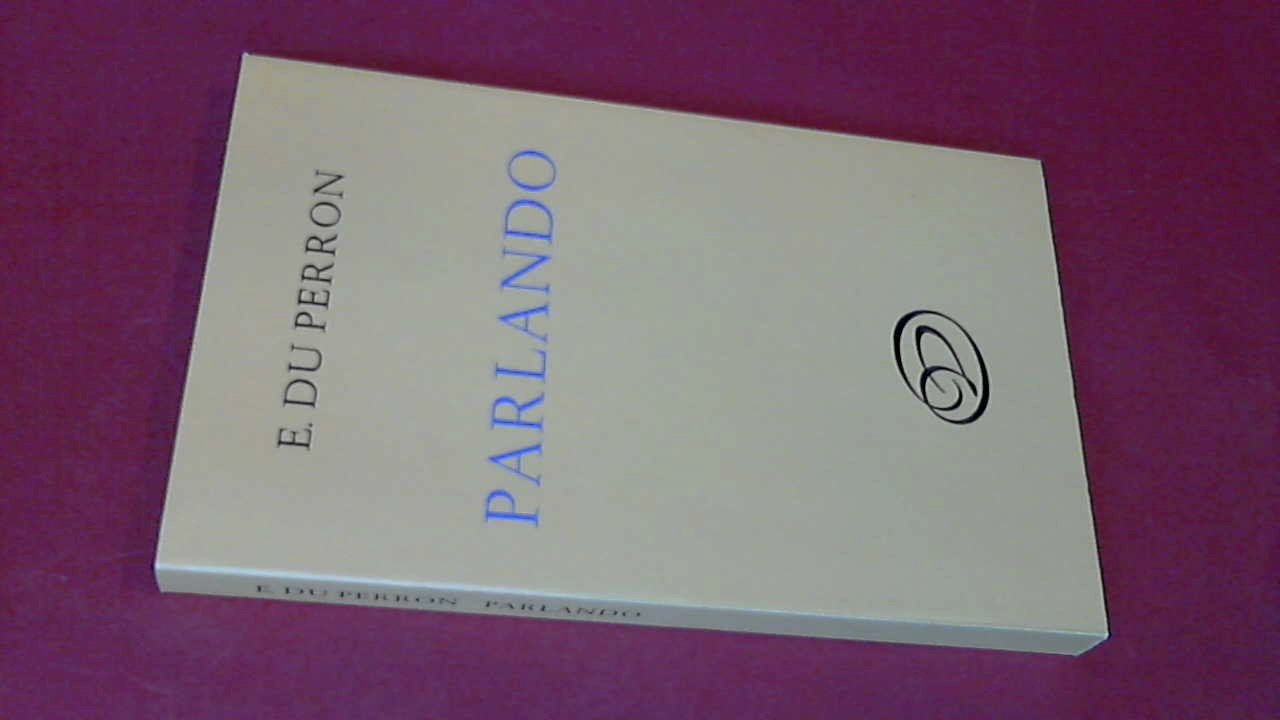 E. DU PERRON
PARLANDO
E. DU PERRON PARLANDO